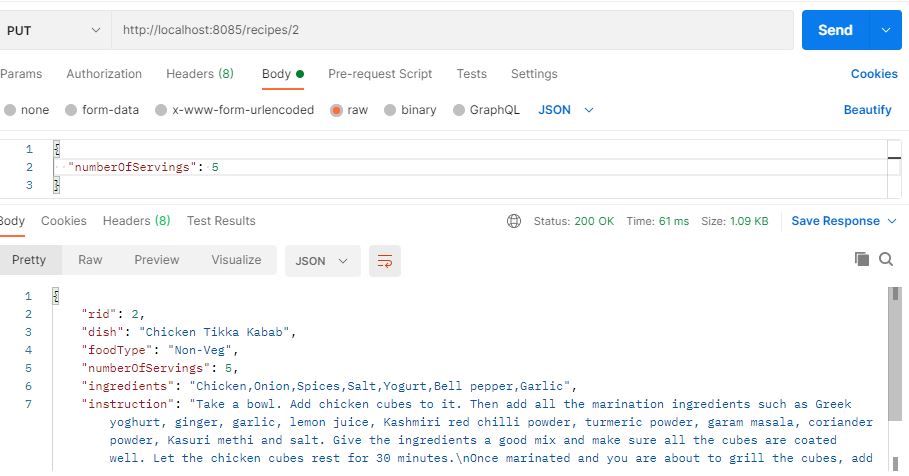 PUT http://localhost:8085/recipes/2 Send
Params Authorization Headers (8) Body Pre-request Script Tests Settings Cookies
none form-data x-www-form-urlencoded raw binary GraphQL JSON Beautify
1 {
2 "numberOfServings": 5
3 }
Body Cookies Headers (8) Test Results Status: 200 OK Time: 61 ms Size: 1.09 KB Save Response
Pretty Raw Preview Visualize JSON
1 {
2 "rid": 2,
3 "dish": "Chicken Tikka Kabab",
4 "foodType": "Non-Veg",
5 "numberOfServings": 5,
6 "ingredients": "Chicken,Onion,Spices,Salt,Yogurt,Bell pepper,Garlic",
7 "instruction": "Take a bowl. Add chicken cubes to it. Then add all the marination ingredients such as Greek
yoghurt, ginger, garlic, lemon juice, Kashmiri red chilli powder, turmeric powder, garam masala, coriander
powder, Kasuri methi and salt. Give the ingredients a good mix and make sure all the cubes are coated
well. Let the chicken cubes rest for 30 minutes.\nOnce marinated and you are about to grill the cubes, add